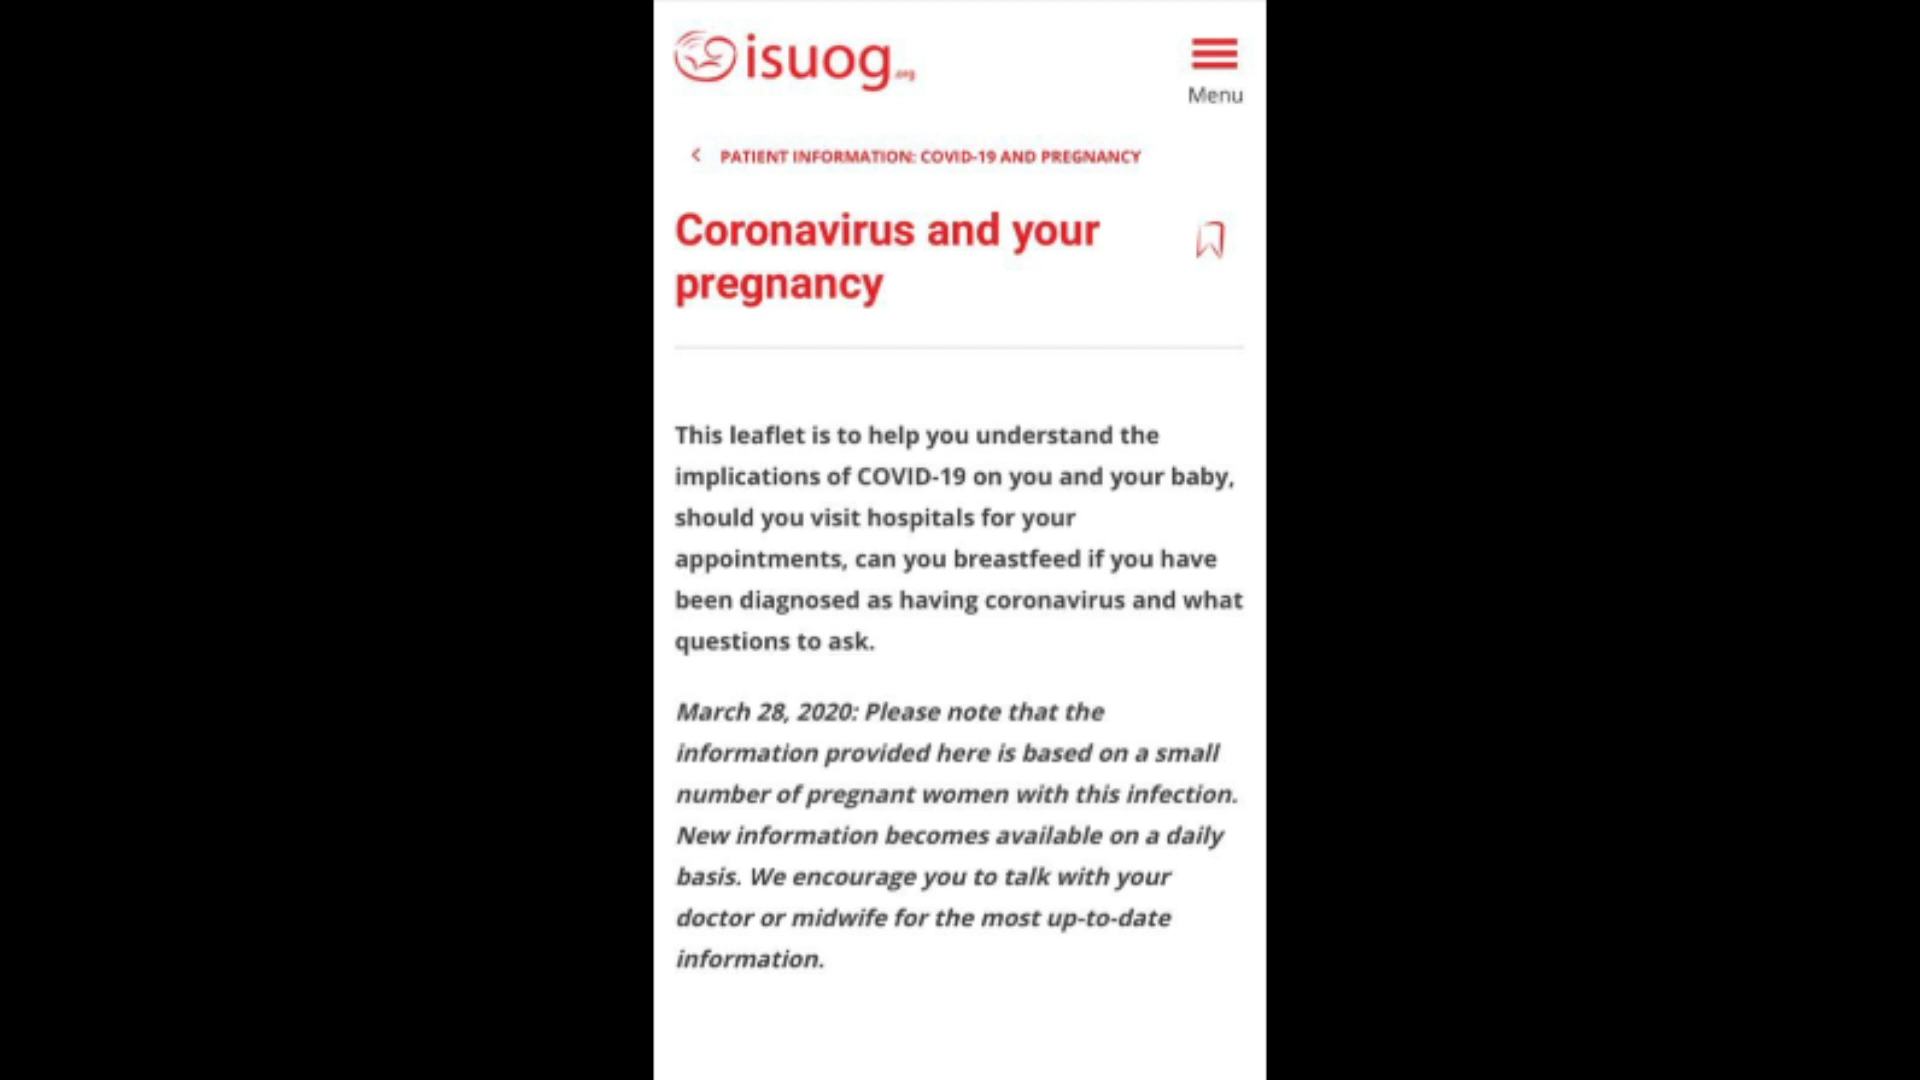 isuog.org
Menu
< PATIENT INFORMATION: COVID-19 AND PREGNANCY
Coronavirus and your
pregnancy
This leaflet is to help you understand the
implications of COVID-19 on you and your baby,
should you visit hospitals for your
appointments, can you breastfeed if you have
been diagnosed as having coronavirus and what
questions to ask.
March 28, 2020: Please note that the
information provided here is based on a small
number of pregnant women with this infection.
New information becomes available on a daily
basis. We encourage you to talk with your
doctor or midwife for the most up-to-date
information.